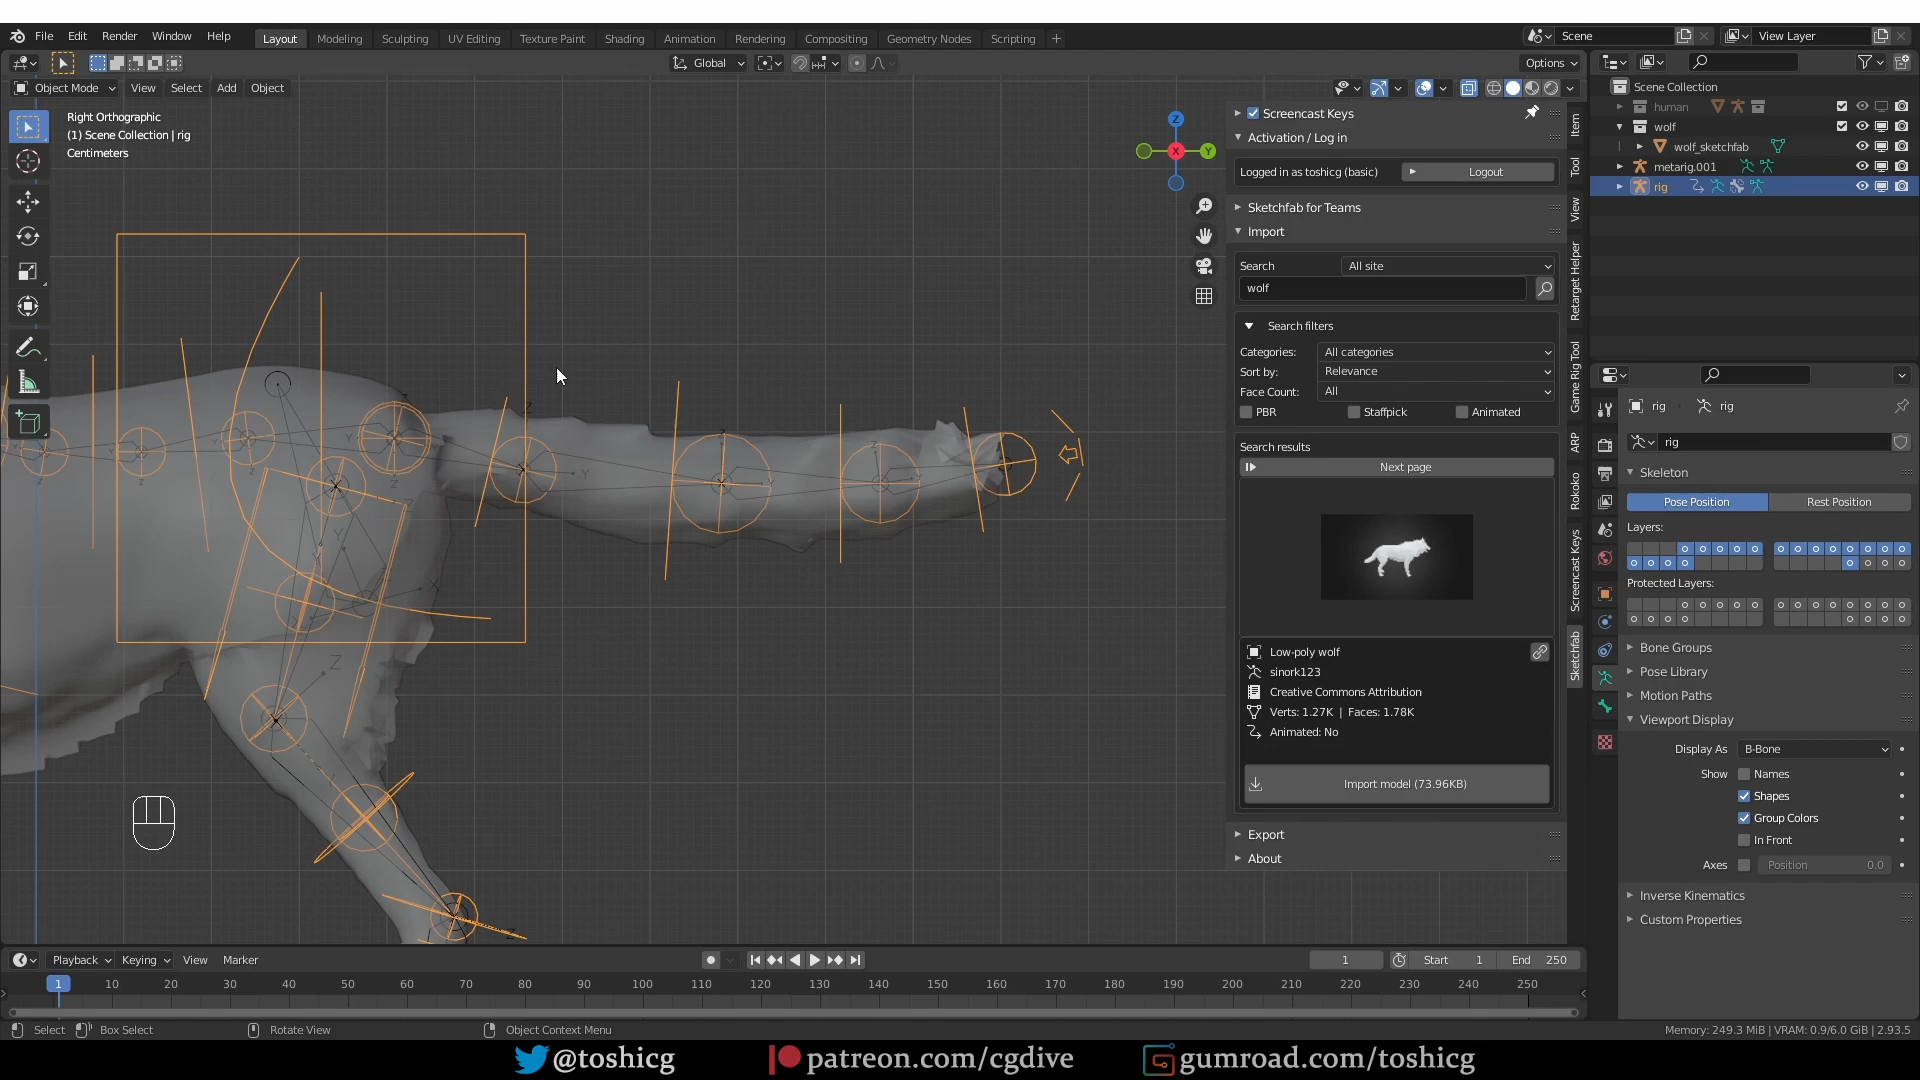 File Edit Render Window Help Layout Modeling Sculpting UV Editing Texture Paint Shading Animation Rendering Compositing Geometry Nodes Scripting + Scene View Layer
Global Options
Object Mode View Select Add Object
Right Orthographic
(1) Scene Collection | rig
Centimeters
Z
X
Y
Screencast Keys
Activation / Log in
Logged in as toshicg (basic) Logout
Sketchfab for Teams
Import
Search All site
wolf
Search filters
Categories: All categories
Sort by: Relevance
Face Count: All
PBR Staffpick Animated
Search results
Next page
Low-poly wolf
sinork123
Creative Commons Attribution
Verts: 1.27K | Faces: 1.78K
Animated: No
Import model (73.96KB)
Export
About
Item
Tool
View
Retarget Helper
Game Rig Tool
ARP
Rokoko
Screencast Keys
Sketchfab
Scene Collection
human
wolf
wolf_sketchfab
metarig.001
rig
rig rig
rig
Skeleton
Pose Position Rest Position
Layers:
Protected Layers:
Bone Groups
Pose Library
Motion Paths
Viewport Display
Display As B-Bone
Show Names
Shapes
Group Colors
In Front
Axes Position 0.0
Inverse Kinematics
Custom Properties
Playback Keying View Marker 1 Start 1 End 250
1 10 20 30 40 50 60 70 80 90 100 110 120 130 140 150 160 170 180 190 200 210 220 230 240 250
Select Box Select Rotate View Object Context Menu Memory: 249.3 MiB | VRAM: 0.9/6.0 GiB | 2.93.5
@toshicg patreon.com/cgdive gumroad.com/toshicg